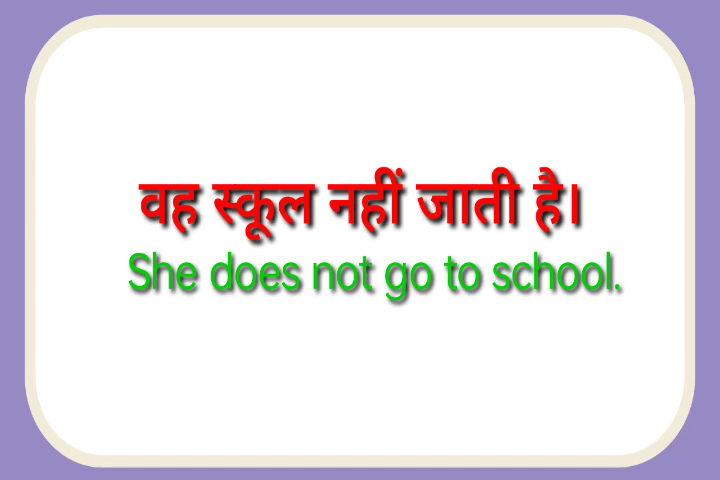 वह स्कूल नहीं जाती है।
She does not go to school.